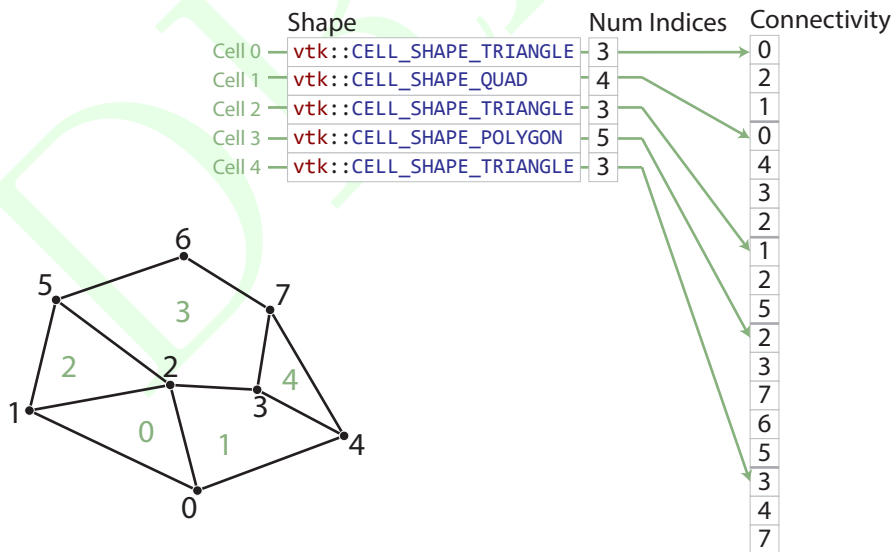 Shape Num Indices Connectivity
Cell 0 vtk::CELL_SHAPE_TRIANGLE 3 0
2
Cell 1 vtk::CELL_SHAPE_QUAD 4
Cell 2 vtk::CELL_SHAPE_TRIANGLE 3 1
Cell 3 vtk::CELL_SHAPE_POLYGON 5 0
Cell 4 vtk::CELL_SHAPE_TRIANGLE 3 4
3
2
1
2
5
2
3
7
6
5
3
4
7
6
5 7
3
2 2 4
3
1 0 1 4
0